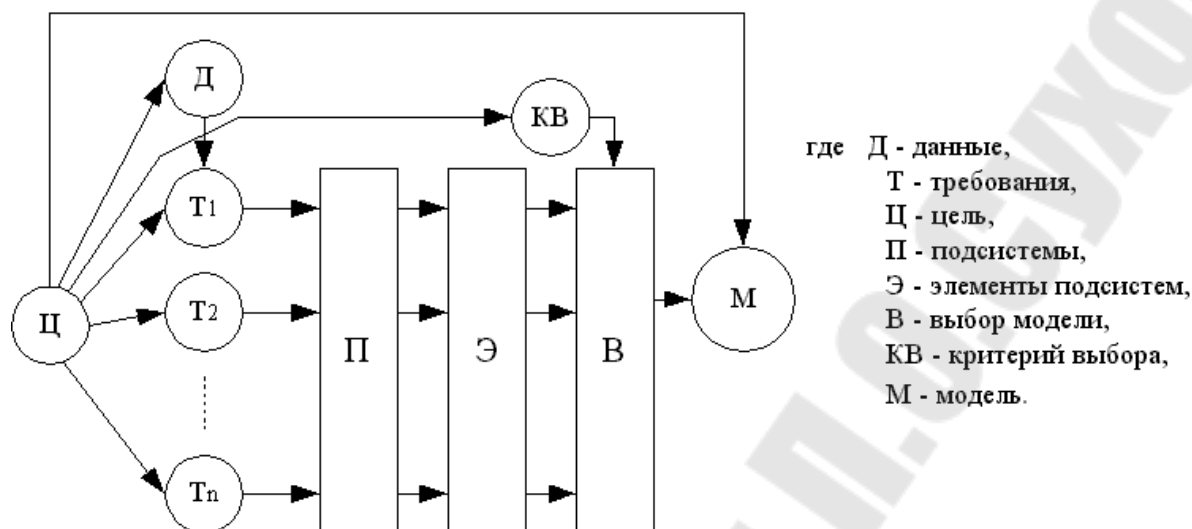 Д
КВ
Т1
Ц
Т2
П
Э
В
М
Тn
где Д - данные,
Т - требования,
Ц - цель,
П - подсистемы,
Э - элементы подсистем,
В - выбор модели,
КВ - критерий выбора,
М - модель.